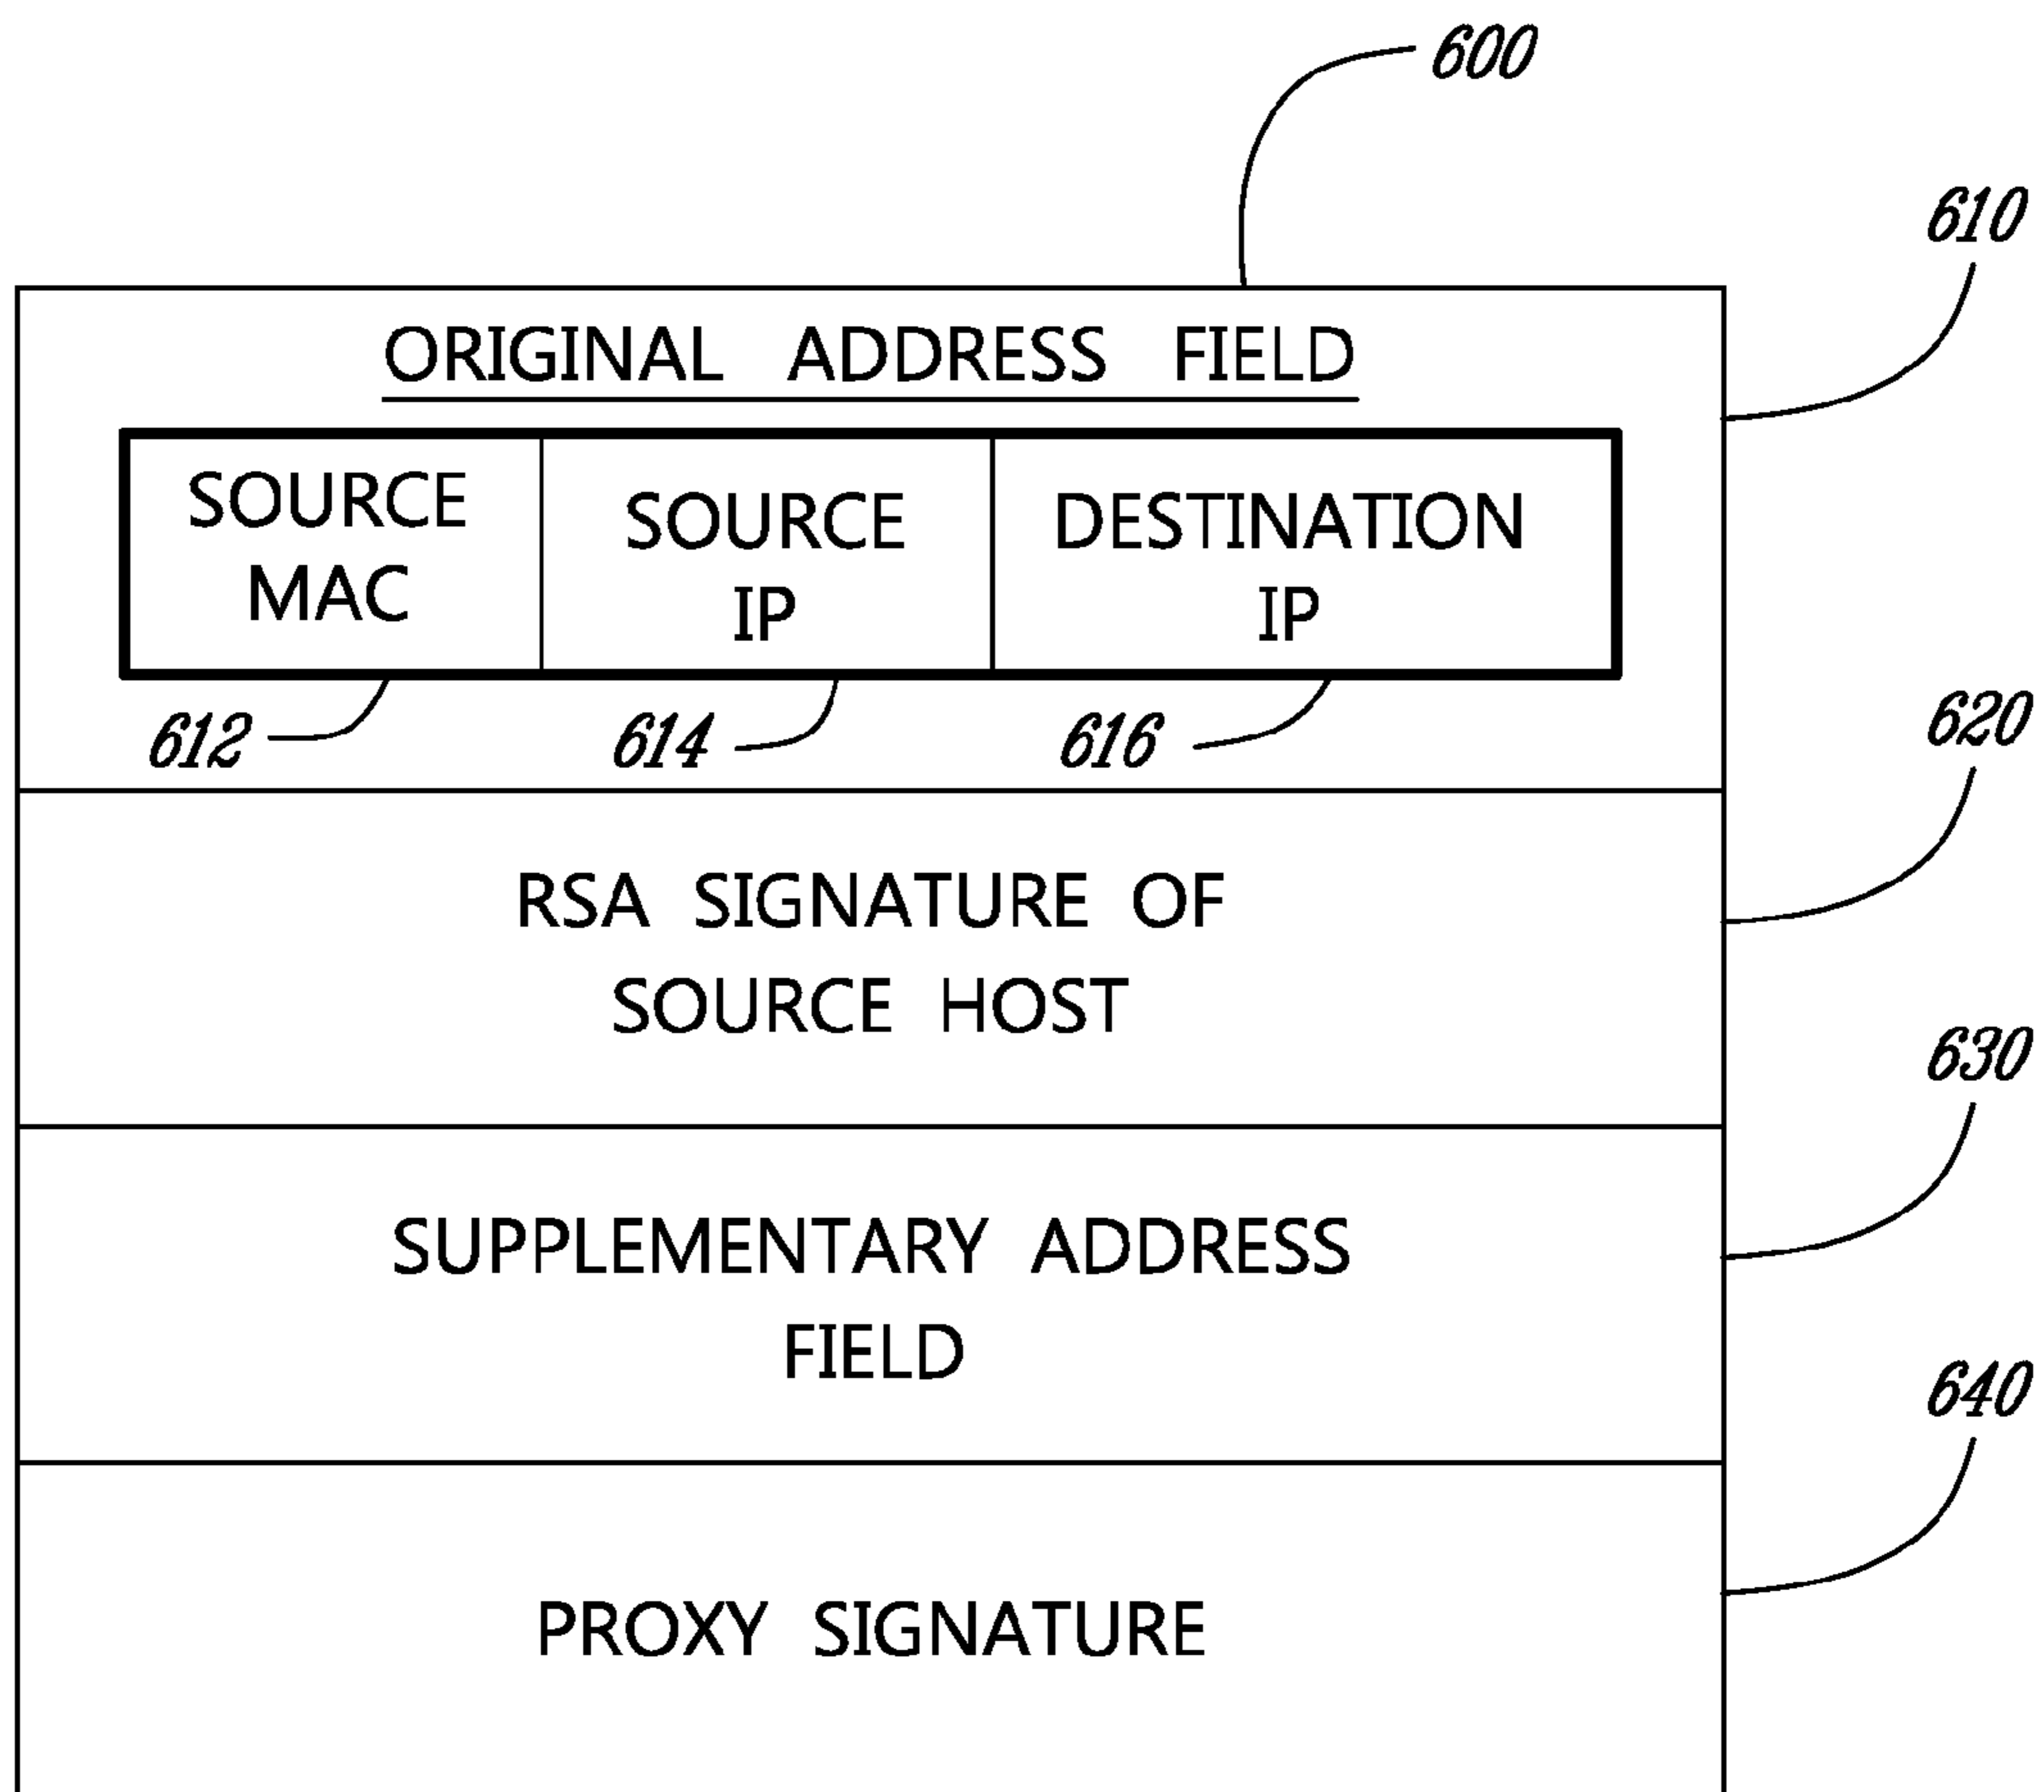 600
610
ORIGINAL ADDRESS FIELD
SOURCE
MAC
SOURCE
IP
DESTINATION
IP
612
614
616
620
RSA SIGNATURE OF
SOURCE HOST
630
SUPPLEMENTARY ADDRESS
FIELD
640
PROXY SIGNATURE